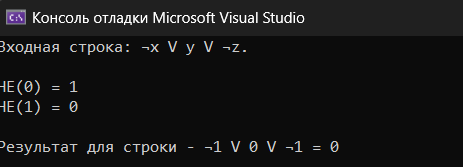 Консоль отладки Microsoft Visual Studio
Входная строка: ¬x V y V ¬z.
НЕ(0) = 1
НЕ(1) = 0
Результат для строки - ¬1 V 0 V ¬1 = 0